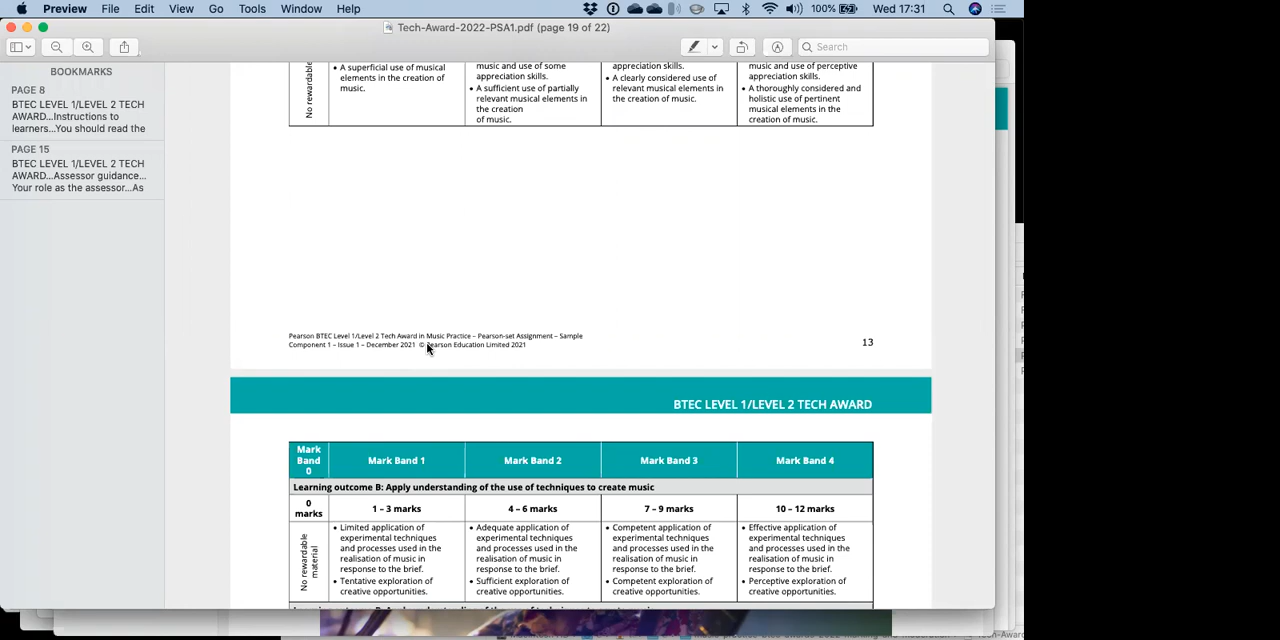 Preview File Edit View Go Tools Window Help 100% Wed 17:31
Tech-Award-2022-PSA1.pdf (page 19 of 22)
Search
BOOKMARKS
PAGE 8
BTEC LEVEL 1/LEVEL 2 TECH
AWARD...Instructions to
learners...You should read the
PAGE 15
BTEC LEVEL 1/LEVEL 2 TECH
AWARD...Assessor guidance...
Your role as the assessor...As
No rewardable
• A superficial use of musical
elements in the creation of
music.
music and use of some
appreciation skills.
• A sufficient use of partially
relevant musical elements in
the creation
of music.
appreciation skills.
• A clearly considered use of
relevant musical elements in
the creation of music.
music and use of perceptive
appreciation skills.
• A thoroughly considered and
holistic use of pertinent
musical elements in the
creation of music.
Pearson BTEC Level 1/Level 2 Tech Award in Music Practice – Pearson-set Assignment – Sample
Component 1 – Issue 1 – December 2021 © Pearson Education Limited 2021
13
BTEC LEVEL 1/LEVEL 2 TECH AWARD
Mark
Band
0
Mark Band 1
Mark Band 2
Mark Band 3
Mark Band 4
Learning outcome B: Apply understanding of the use of techniques to create music
0
marks
1 – 3 marks
4 – 6 marks
7 – 9 marks
10 – 12 marks
No rewardable
material
• Limited application of
experimental techniques
and processes used in the
realisation of music in
response to the brief.
• Tentative exploration of
creative opportunities.
• Adequate application of
experimental techniques
and processes used in the
realisation of music in
response to the brief.
• Sufficient exploration of
creative opportunities.
• Competent application of
experimental techniques
and processes used in the
realisation of music in
response to the brief.
• Competent exploration of
creative opportunities.
• Effective application of
experimental techniques
and processes used in the
realisation of music in
response to the brief.
• Perceptive exploration of
creative opportunities.